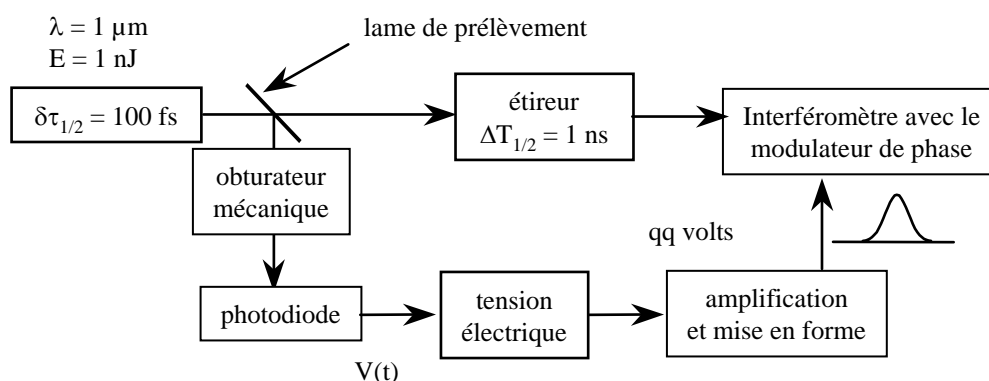 λ = 1 µm
E = 1 nJ
lame de prélèvement
δτ1/2 = 100 fs
étireur
ΔT1/2 = 1 ns
Interféromètre avec le
modulateur de phase
obturateur
mécanique
qq volts
photodiode
tension
électrique
amplification
et mise en forme
V(t)